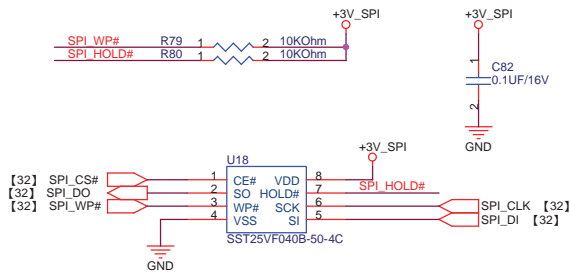 +3V_SPI
+3V_SPI
SPI_WP# R79 1 2 10KOhm
SPI_HOLD# R80 1 2 10KOhm
1
C82
0.1UF/16V
2
GND
+3V_SPI
U18
【32】 SPI_CS# 1 CE# VDD 8
【32】 SPI_DO 2 SO HOLD# 7 SPI_HOLD#
【32】 SPI_WP# 3 WP# SCK 6 SPI_CLK 【32】
4 VSS SI 5 SPI_DI 【32】
SST25VF040B-50-4C
GND